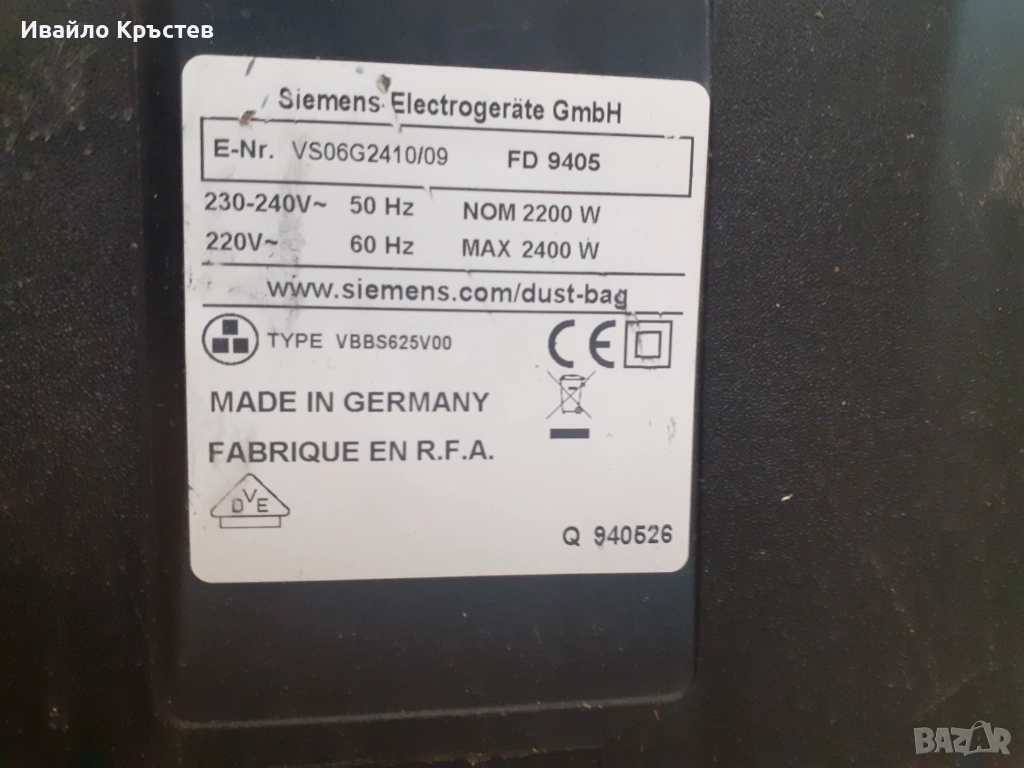 Ивайло Кръстев
Siemens Electrogeräte GmbH
E-Nr. VS06G2410/09 FD 9405
230-240V~ 50 Hz NOM 2200 W
220V~ 60 Hz MAX 2400 W
www.siemens.com/dust-bag
TYPE VBBS625V00 CE
MADE IN GERMANY
FABRIQUE EN R.F.A.
DVE
Q 940526
BAZAR